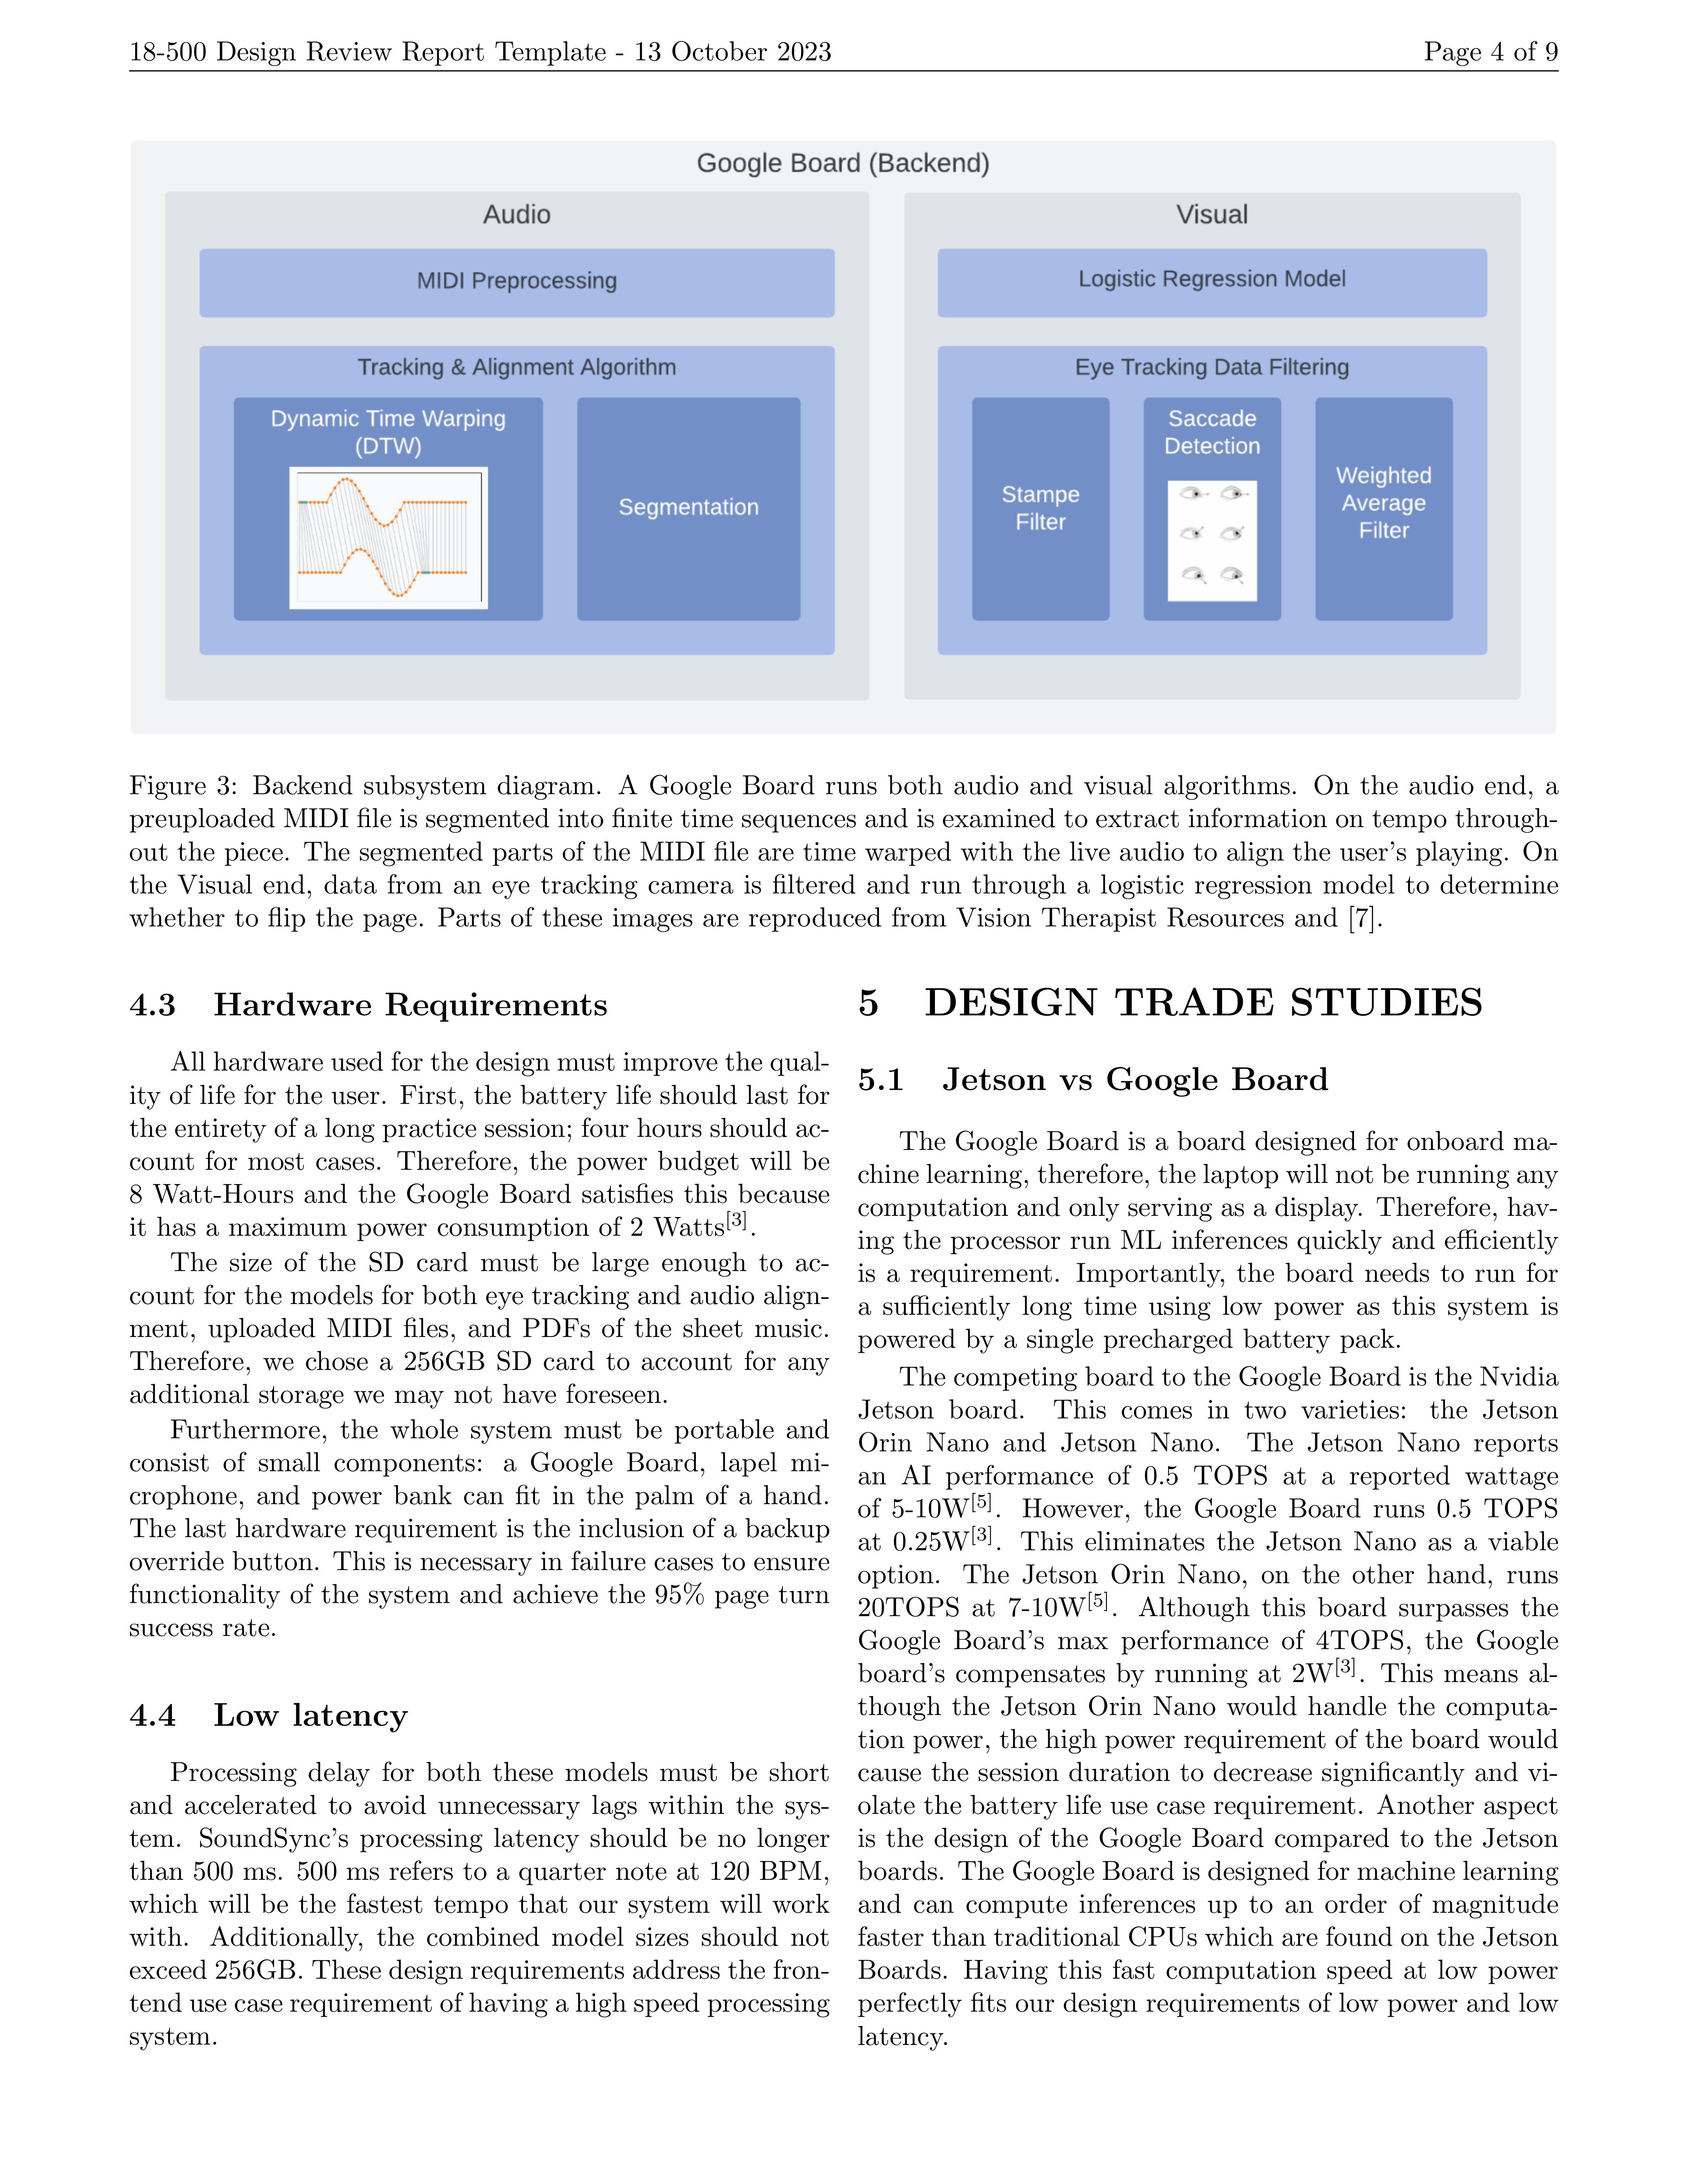 18-500 Design Review Report Template - 13 October 2023 Page 4 of 9
Google Board (Backend)
Audio
MIDI Preprocessing
Tracking & Alignment Algorithm
Dynamic Time Warping
(DTW)
Segmentation
Visual
Logistic Regression Model
Eye Tracking Data Filtering
Stampe
Filter
Saccade
Detection
Weighted
Average
Filter
Figure 3: Backend subsystem diagram. A Google Board runs both audio and visual algorithms. On the audio end, a
preuploaded MIDI file is segmented into finite time sequences and is examined to extract information on tempo through-
out the piece. The segmented parts of the MIDI file are time warped with the live audio to align the user's playing. On
the Visual end, data from an eye tracking camera is filtered and run through a logistic regression model to determine
whether to flip the page. Parts of these images are reproduced from Vision Therapist Resources and [7].
4.3 Hardware Requirements
All hardware used for the design must improve the qual-
ity of life for the user. First, the battery life should last for
the entirety of a long practice session; four hours should ac-
count for most cases. Therefore, the power budget will be
8 Watt-Hours and the Google Board satisfies this because
it has a maximum power consumption of 2 Watts[3].
The size of the SD card must be large enough to ac-
count for the models for both eye tracking and audio align-
ment, uploaded MIDI files, and PDFs of the sheet music.
Therefore, we chose a 256GB SD card to account for any
additional storage we may not have foreseen.
Furthermore, the whole system must be portable and
consist of small components: a Google Board, lapel mi-
crophone, and power bank can fit in the palm of a hand.
The last hardware requirement is the inclusion of a backup
override button. This is necessary in failure cases to ensure
functionality of the system and achieve the 95% page turn
success rate.
4.4 Low latency
Processing delay for both these models must be short
and accelerated to avoid unnecessary lags within the sys-
tem. SoundSync's processing latency should be no longer
than 500 ms. 500 ms refers to a quarter note at 120 BPM,
which will be the fastest tempo that our system will work
with. Additionally, the combined model sizes should not
exceed 256GB. These design requirements address the fron-
tend use case requirement of having a high speed processing
system.
5 DESIGN TRADE STUDIES
5.1 Jetson vs Google Board
The Google Board is a board designed for onboard ma-
chine learning, therefore, the laptop will not be running any
computation and only serving as a display. Therefore, hav-
ing the processor run ML inferences quickly and efficiently
is a requirement. Importantly, the board needs to run for
a sufficiently long time using low power as this system is
powered by a single precharged battery pack.
The competing board to the Google Board is the Nvidia
Jetson board. This comes in two varieties: the Jetson
Orin Nano and Jetson Nano. The Jetson Nano reports
an AI performance of 0.5 TOPS at a reported wattage
of 5-10W[5]. However, the Google Board runs 0.5 TOPS
at 0.25W[3]. This eliminates the Jetson Nano as a viable
option. The Jetson Orin Nano, on the other hand, runs
20TOPS at 7-10W[5]. Although this board surpasses the
Google Board's max performance of 4TOPS, the Google
board's compensates by running at 2W[3]. This means al-
though the Jetson Orin Nano would handle the computa-
tion power, the high power requirement of the board would
cause the session duration to decrease significantly and vi-
olate the battery life use case requirement. Another aspect
is the design of the Google Board compared to the Jetson
boards. The Google Board is designed for machine learning
and can compute inferences up to an order of magnitude
faster than traditional CPUs which are found on the Jetson
Boards. Having this fast computation speed at low power
perfectly fits our design requirements of low power and low
latency.